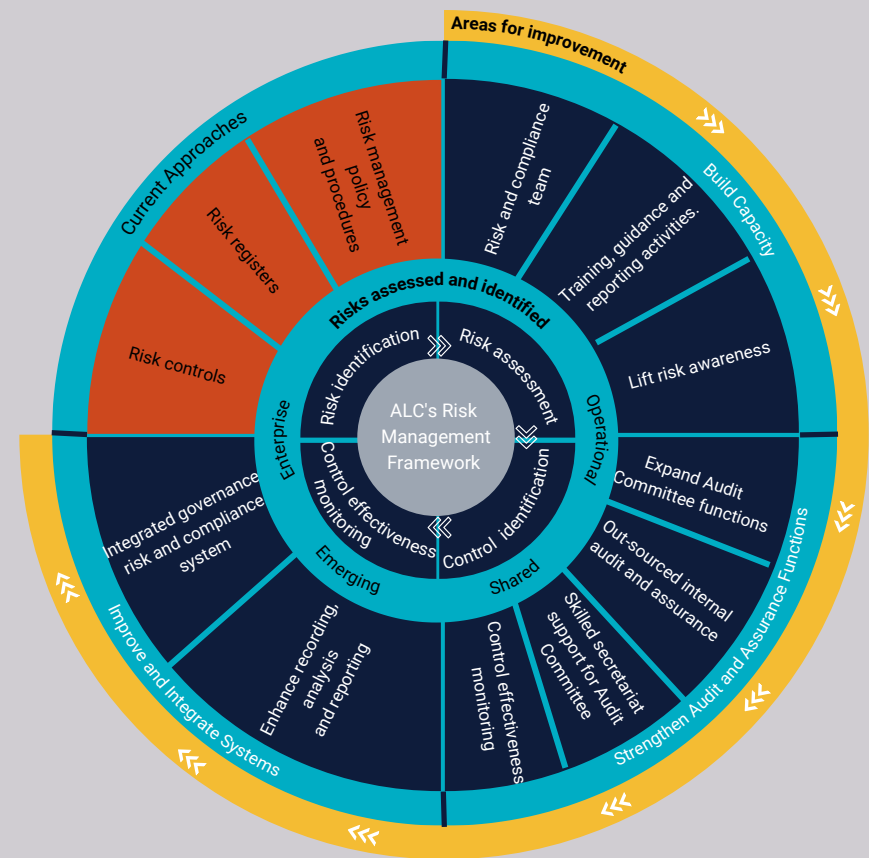 Areas for improvement
Current Approaches
Risk controls
Risk registers
Risk management
policy
and procedures
Build Capacity
Risk and compliance
team
Training, guidance and
reporting activities.
Lift risk awareness
Strengthen Audit and Assurance Functions
Expand Audit
Committee functions
Out-sourced internal
audit and assurance
Skilled secretariat
support for Audit
Committee
Control effectiveness
monitoring
Improve and Integrate Systems
Enhance recording,
analysis
and reporting
Integrated governance
risk and compliance
system
Risks assessed and identified
Operational
Shared
Emerging
Enterprise
Risk identification
Risk assessment
Control identification
Control effectiveness
monitoring
ALC's Risk
Management
Framework